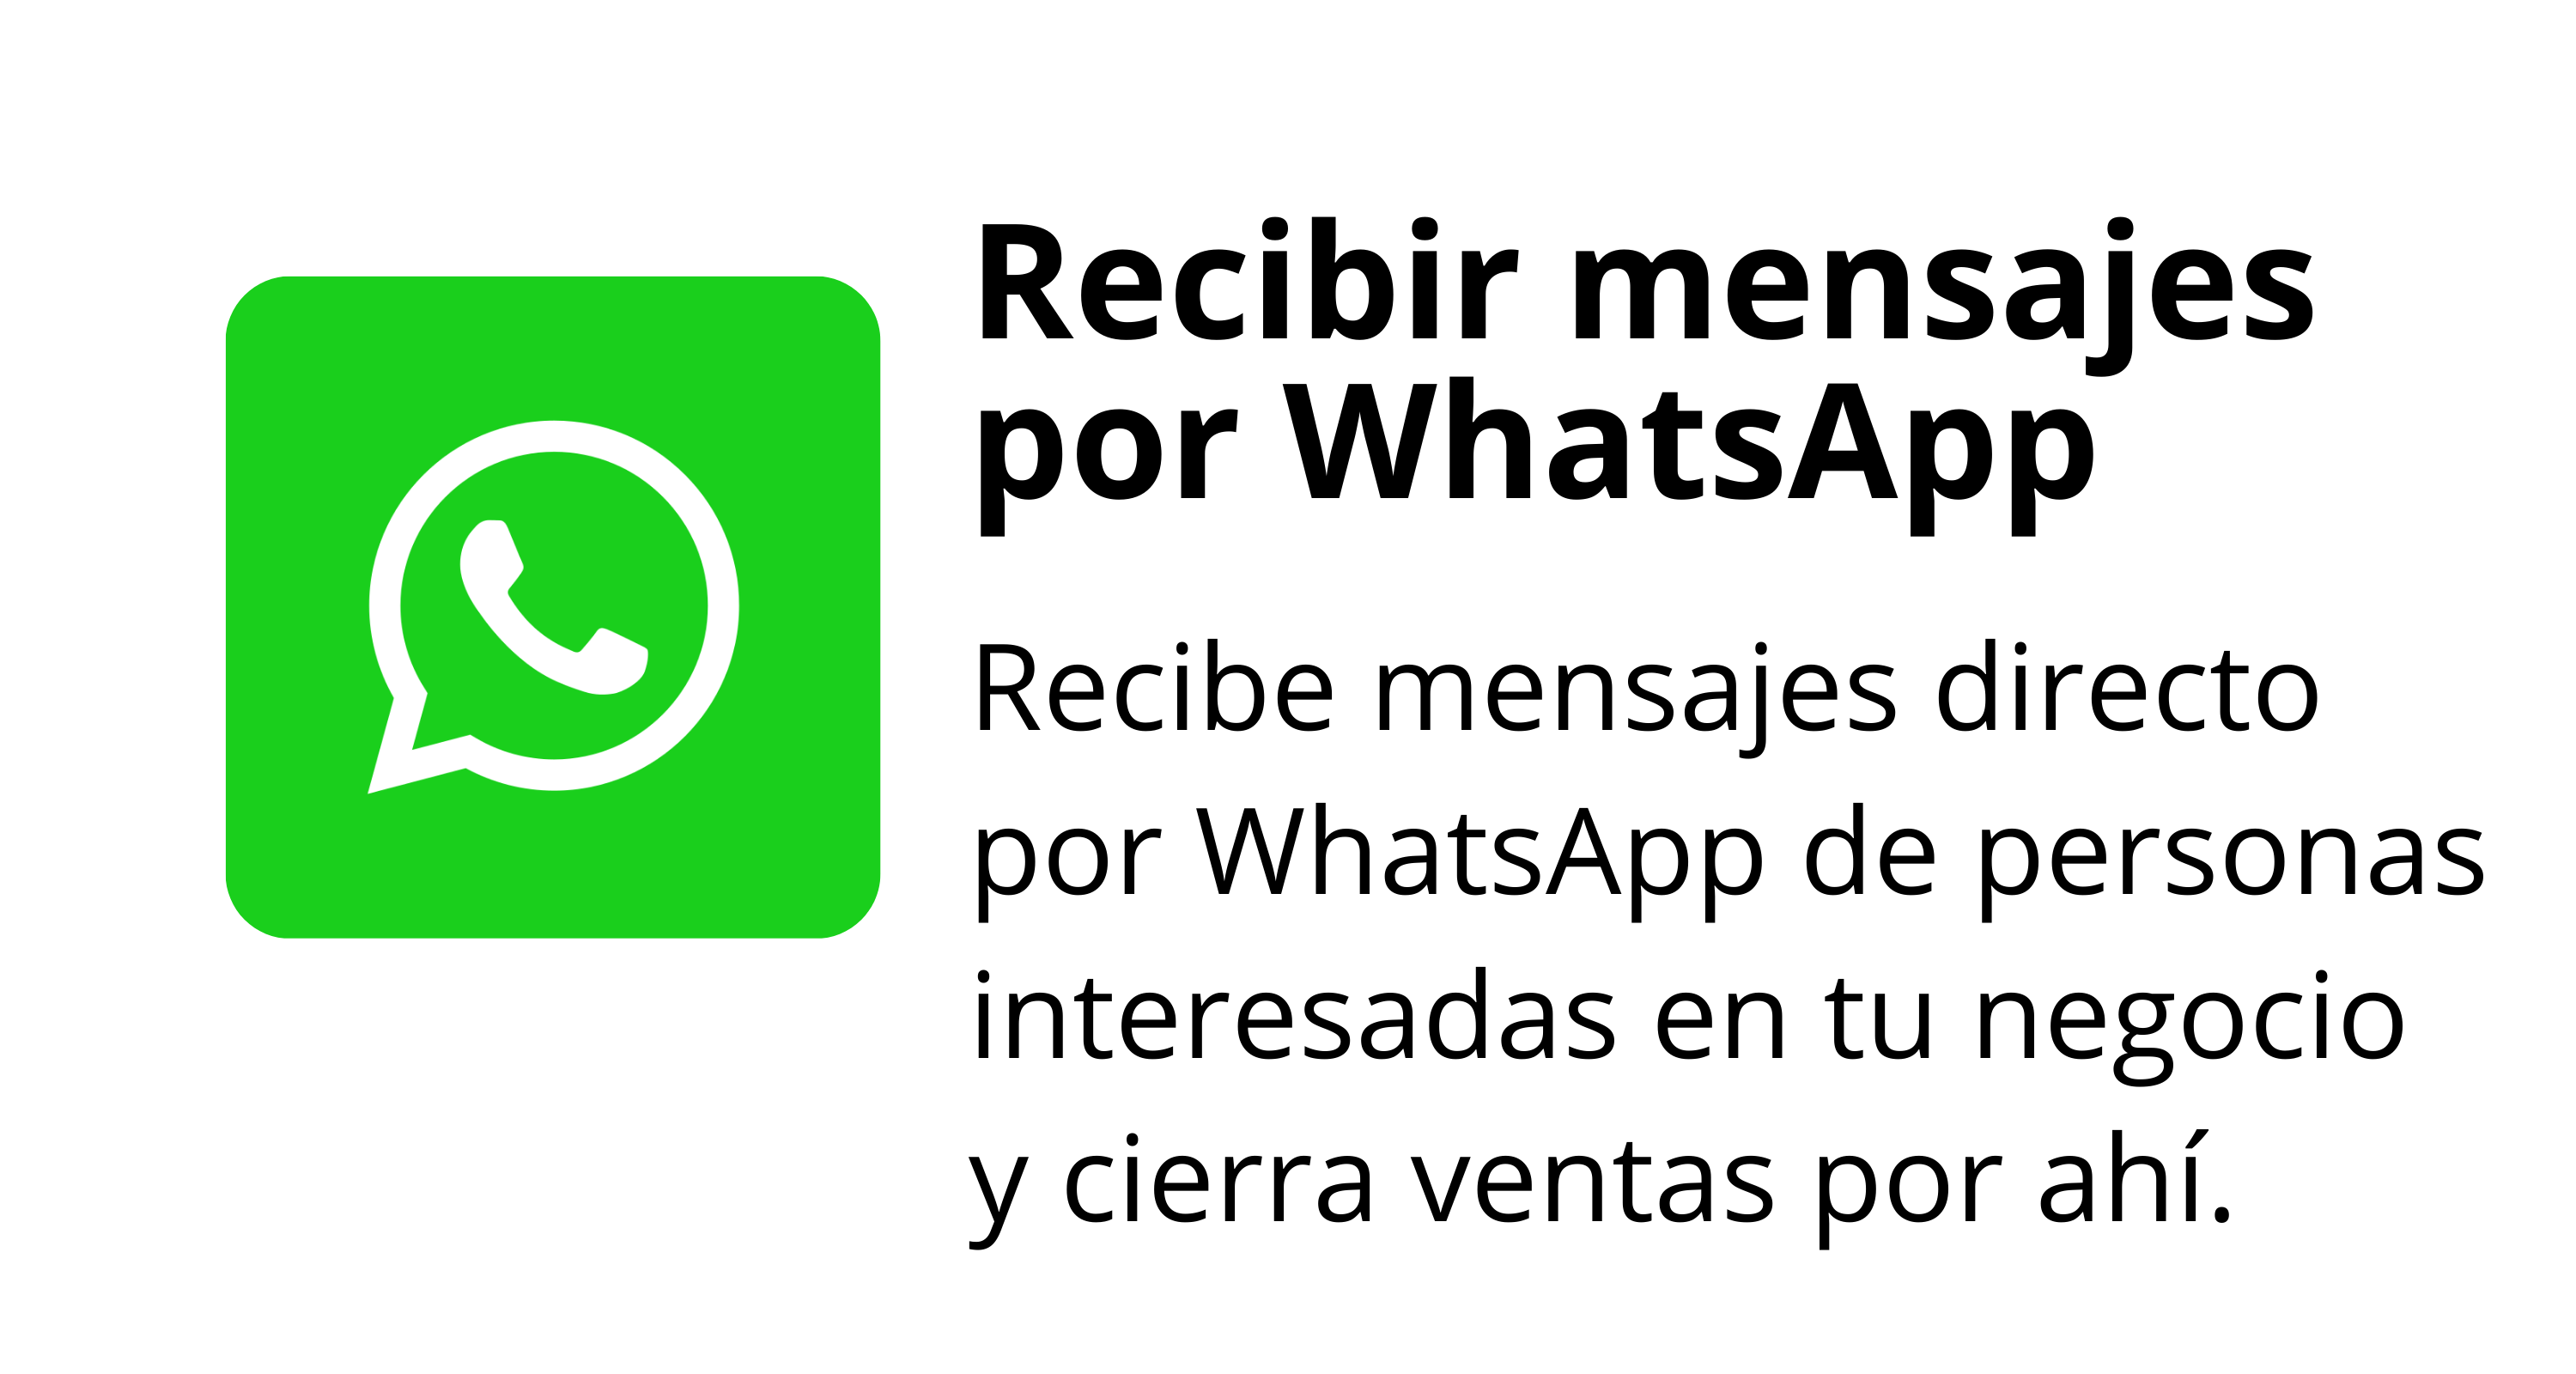 Recibir mensajes
por WhatsApp
Recibe mensajes directo
por WhatsApp de personas
interesadas en tu negocio
y cierra ventas por ahí.